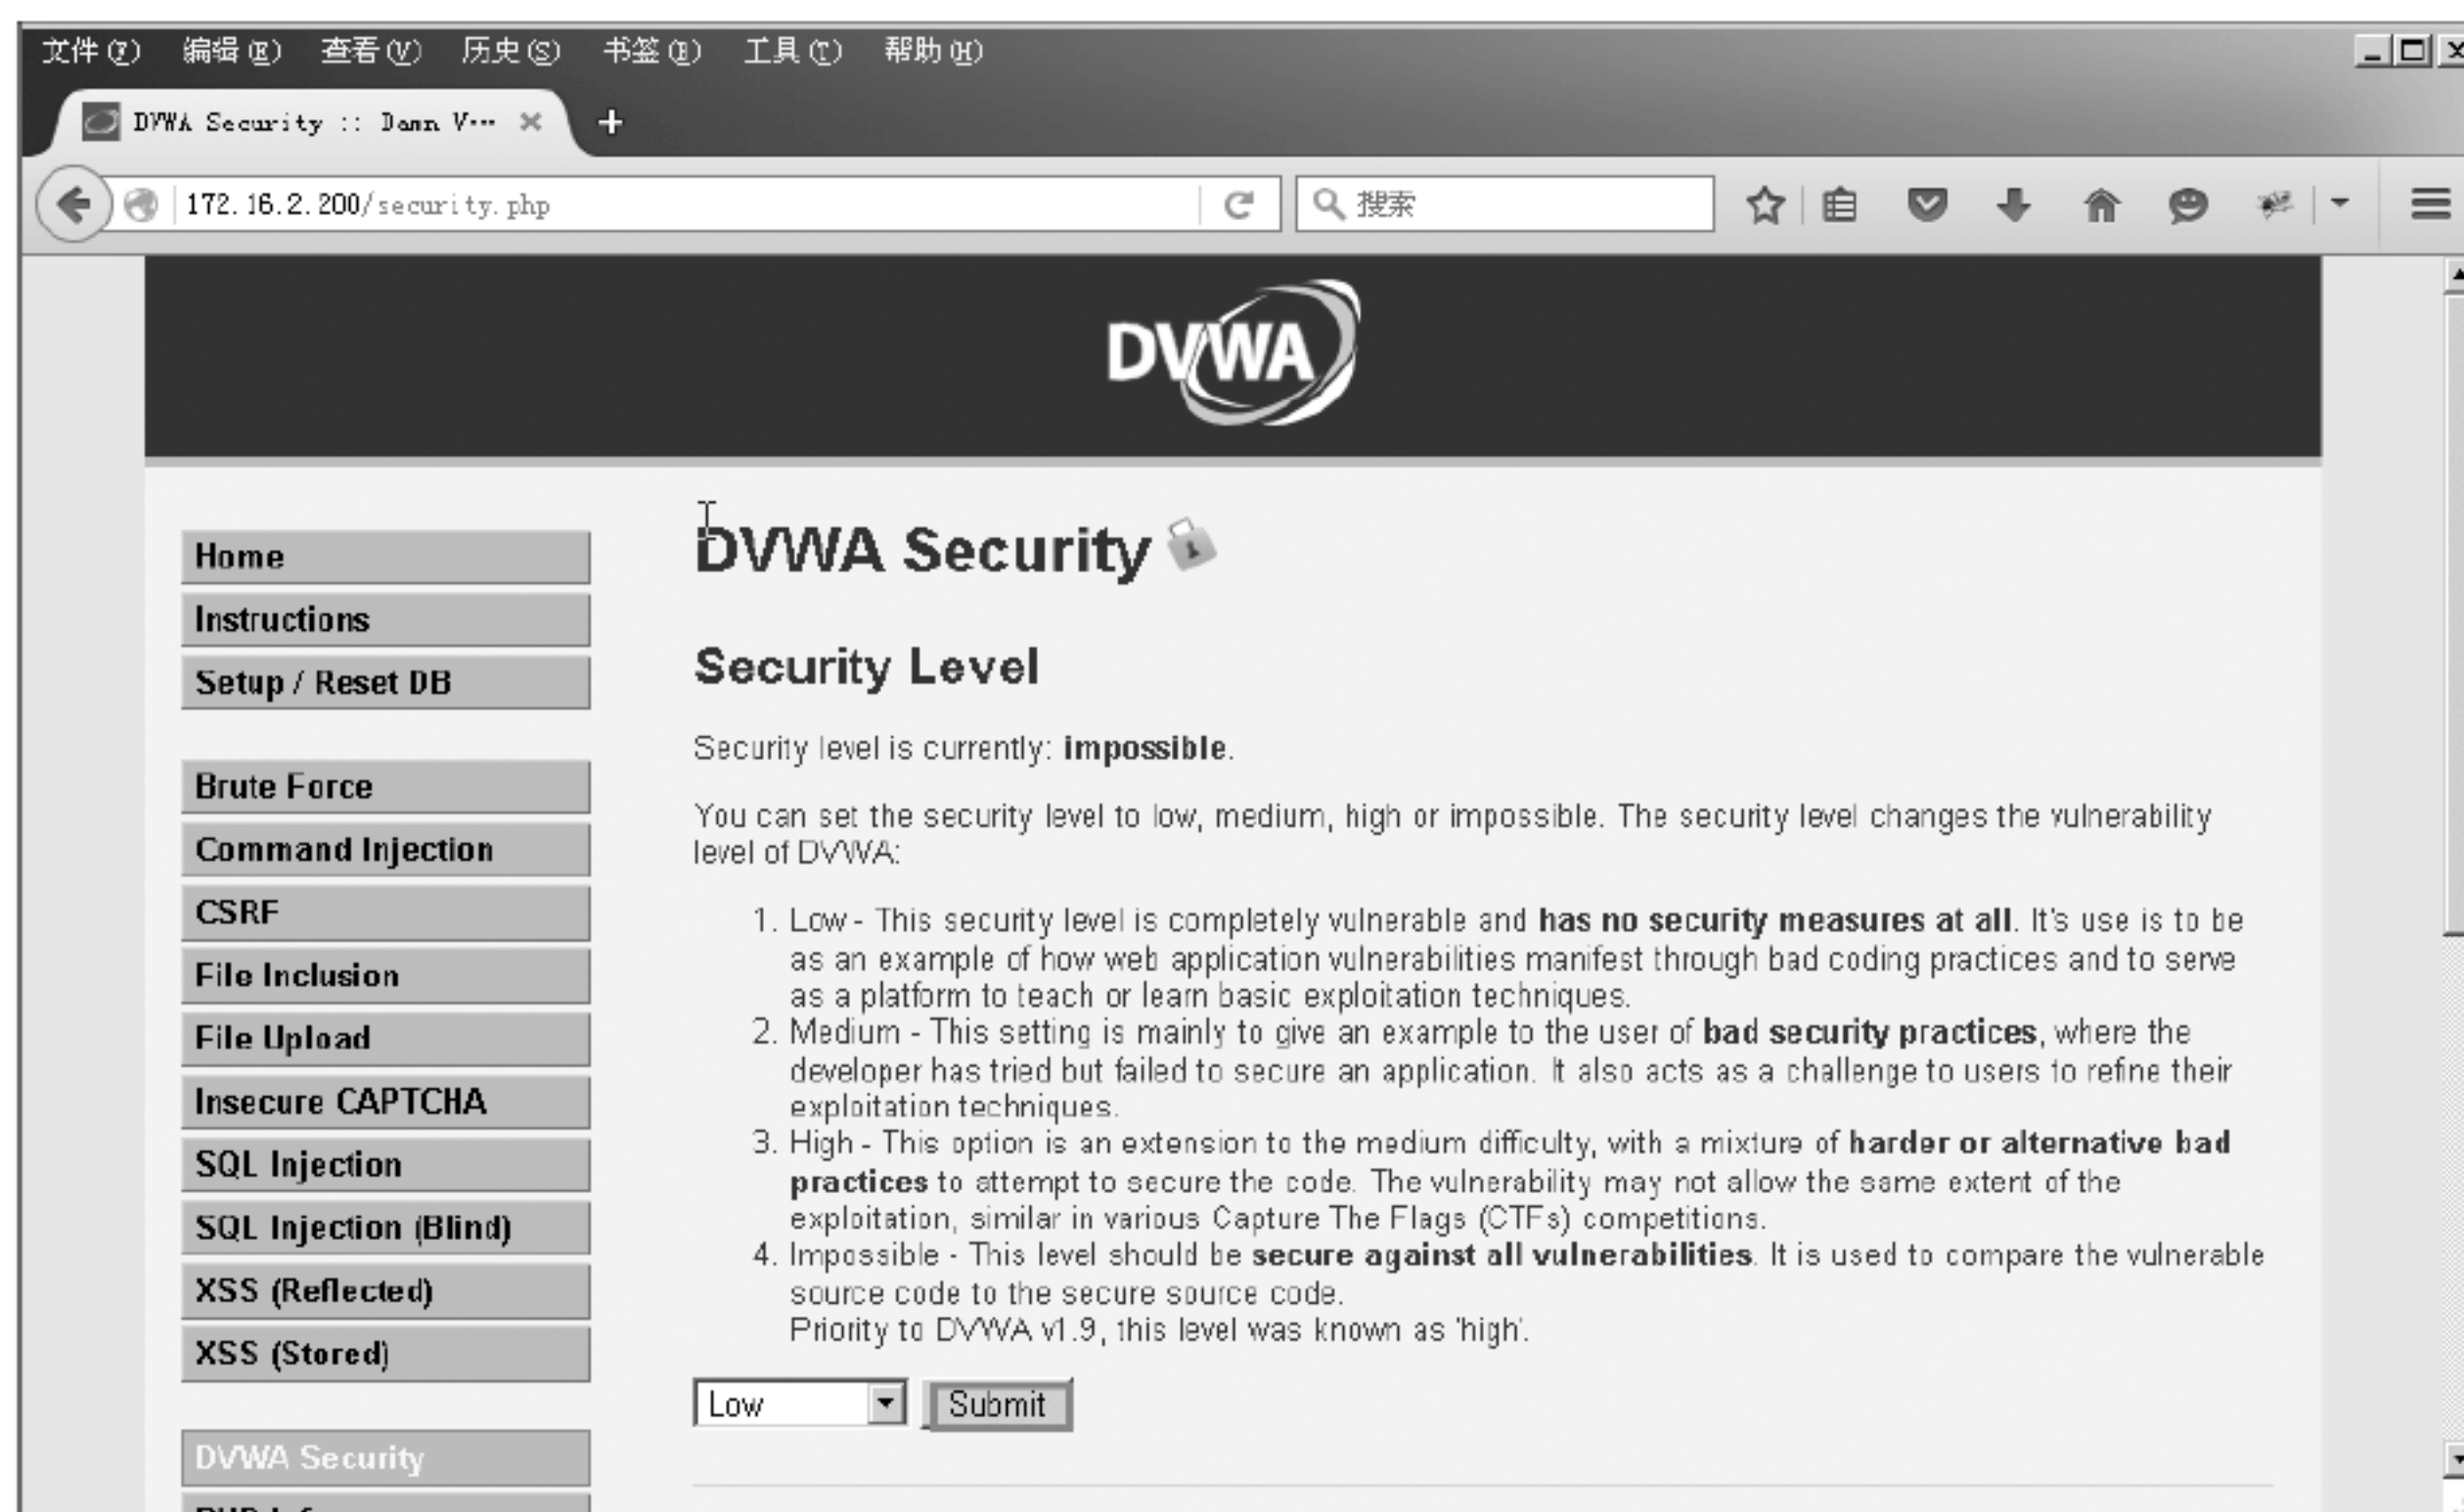 文件(F) 编辑(E) 查看(V) 历史(S) 书签(B) 工具(T) 帮助(H)
DVWA Security :: Damn V...
172.16.2.200/security.php 搜索
DVWA
Home
Instructions
Setup / Reset DB
Brute Force
Command Injection
CSRF
File Inclusion
File Upload
Insecure CAPTCHA
SQL Injection
SQL Injection (Blind)
XSS (Reflected)
XSS (Stored)
DVWA Security
DVWA Security
Security Level
Security level is currently: impossible.
You can set the security level to low, medium, high or impossible. The security level changes the vulnerability
level of DVWA:
1. Low - This security level is completely vulnerable and has no security measures at all. It's use is to be
as an example of how web application vulnerabilities manifest through bad coding practices and to serve
as a platform to teach or learn basic exploitation techniques.
2. Medium - This setting is mainly to give an example to the user of bad security practices, where the
developer has tried but failed to secure an application. It also acts as a challenge to users to refine their
exploitation techniques.
3. High - This option is an extension to the medium difficulty, with a mixture of harder or alternative bad
practices to attempt to secure the code. The vulnerability may not allow the same extent of the
exploitation, similar in various Capture The Flags (CTFs) competitions.
4. Impossible - This level should be secure against all vulnerabilities. It is used to compare the vulnerable
source code to the secure source code.
Priority to DVWA v1.9, this level was known as 'high'.
Low Submit